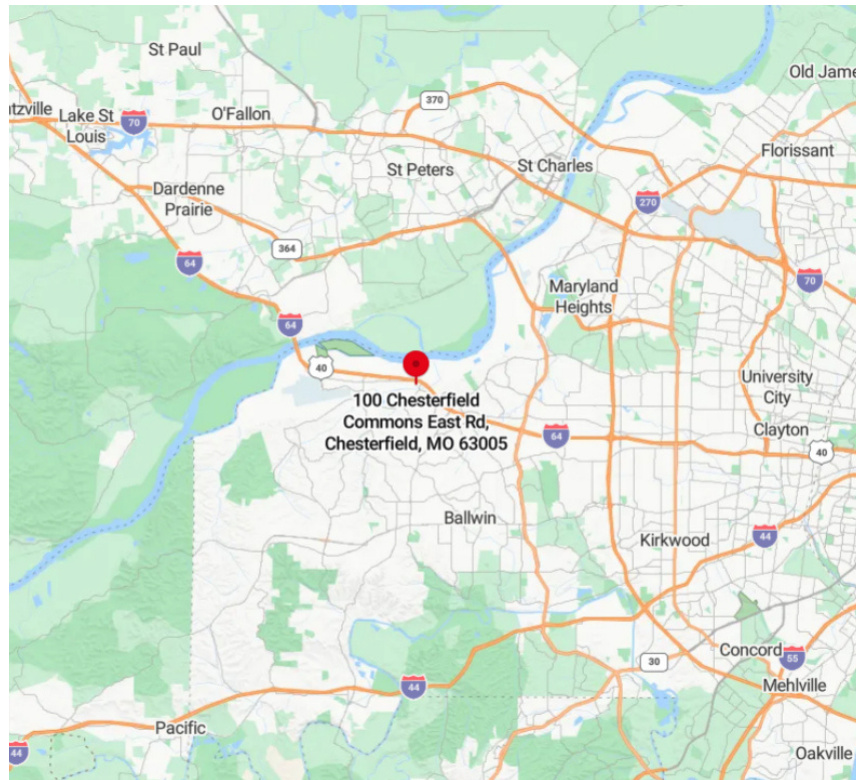 St Paul
Old Jame
370
ntzville
Lake St
Louis
70
O'Fallon
Florissant
St Peters
St Charles
Dardenne
Prairie
270
364
64
70
Maryland
Heights
64
40
University
City
100 Chesterfield
Commons East Rd,
Chesterfield, MO 63005
Clayton
64
40
Ballwin
Kirkwood
44
Concord
55
30
44
Mehlville
Pacific
44
Oakville